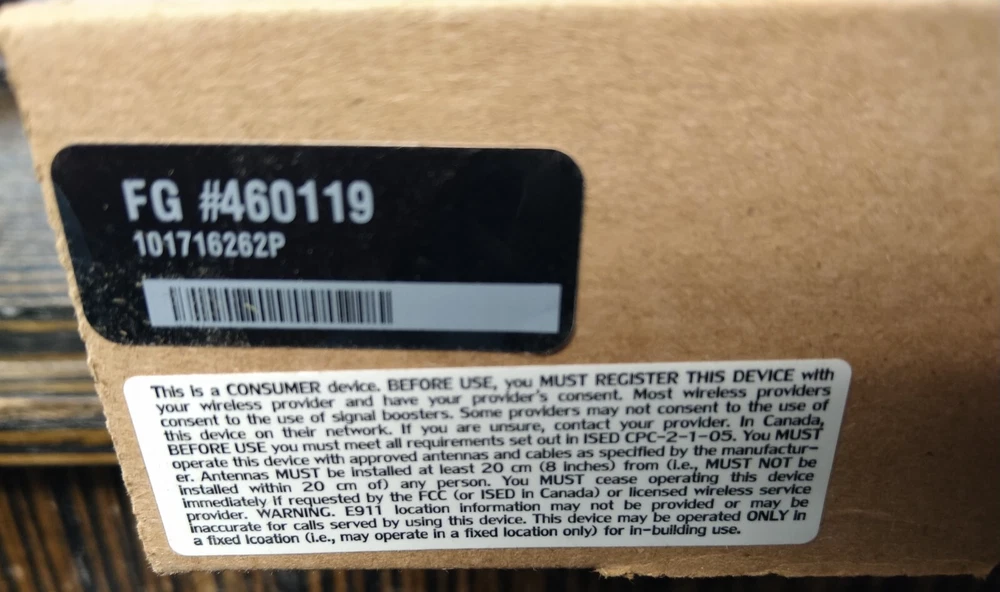 FG #460119
101716262P
This is a CONSUMER device. BEFORE USE, you MUST REGISTER THIS DEVICE with
your wireless provider and have your provider's consent. Most wireless providers
consent to the use of signal boosters. Some providers may not consent to the use of
this device on their network. If you are unsure, contact your provider. In Canada,
BEFORE USE you must meet all requirements set out in ISED CPC-2-1-05. You MUST
operate this device with approved antennas and cables as specified by the manufactur-
er. Antennas MUST be installed at least 20 cm (8 inches) from (i.e., MUST NOT be
installed within 20 cm of) any person. You MUST cease operating this device
immediately if requested by the FCC (or ISED in Canada) or licensed wireless service
provider. WARNING. E911 location information may not be provided or may be
inaccurate for calls served by using this device. This device may be operated ONLY in
a fixed lcoation (i.e., may operate in a fixed location only) for in-building use.